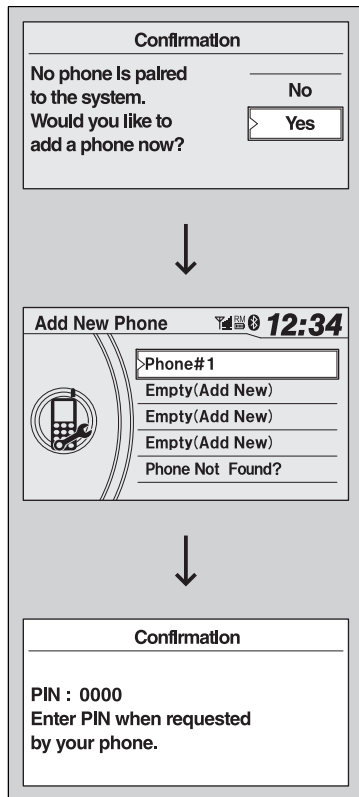 Confirmation
No phone is paired
to the system.
Would you like to
add a phone now?
No
Yes
Add New Phone RM 12:34
Phone#1
Empty(Add New)
Empty(Add New)
Empty(Add New)
Phone Not Found?
Confirmation
PIN : 0000
Enter PIN when requested
by your phone.